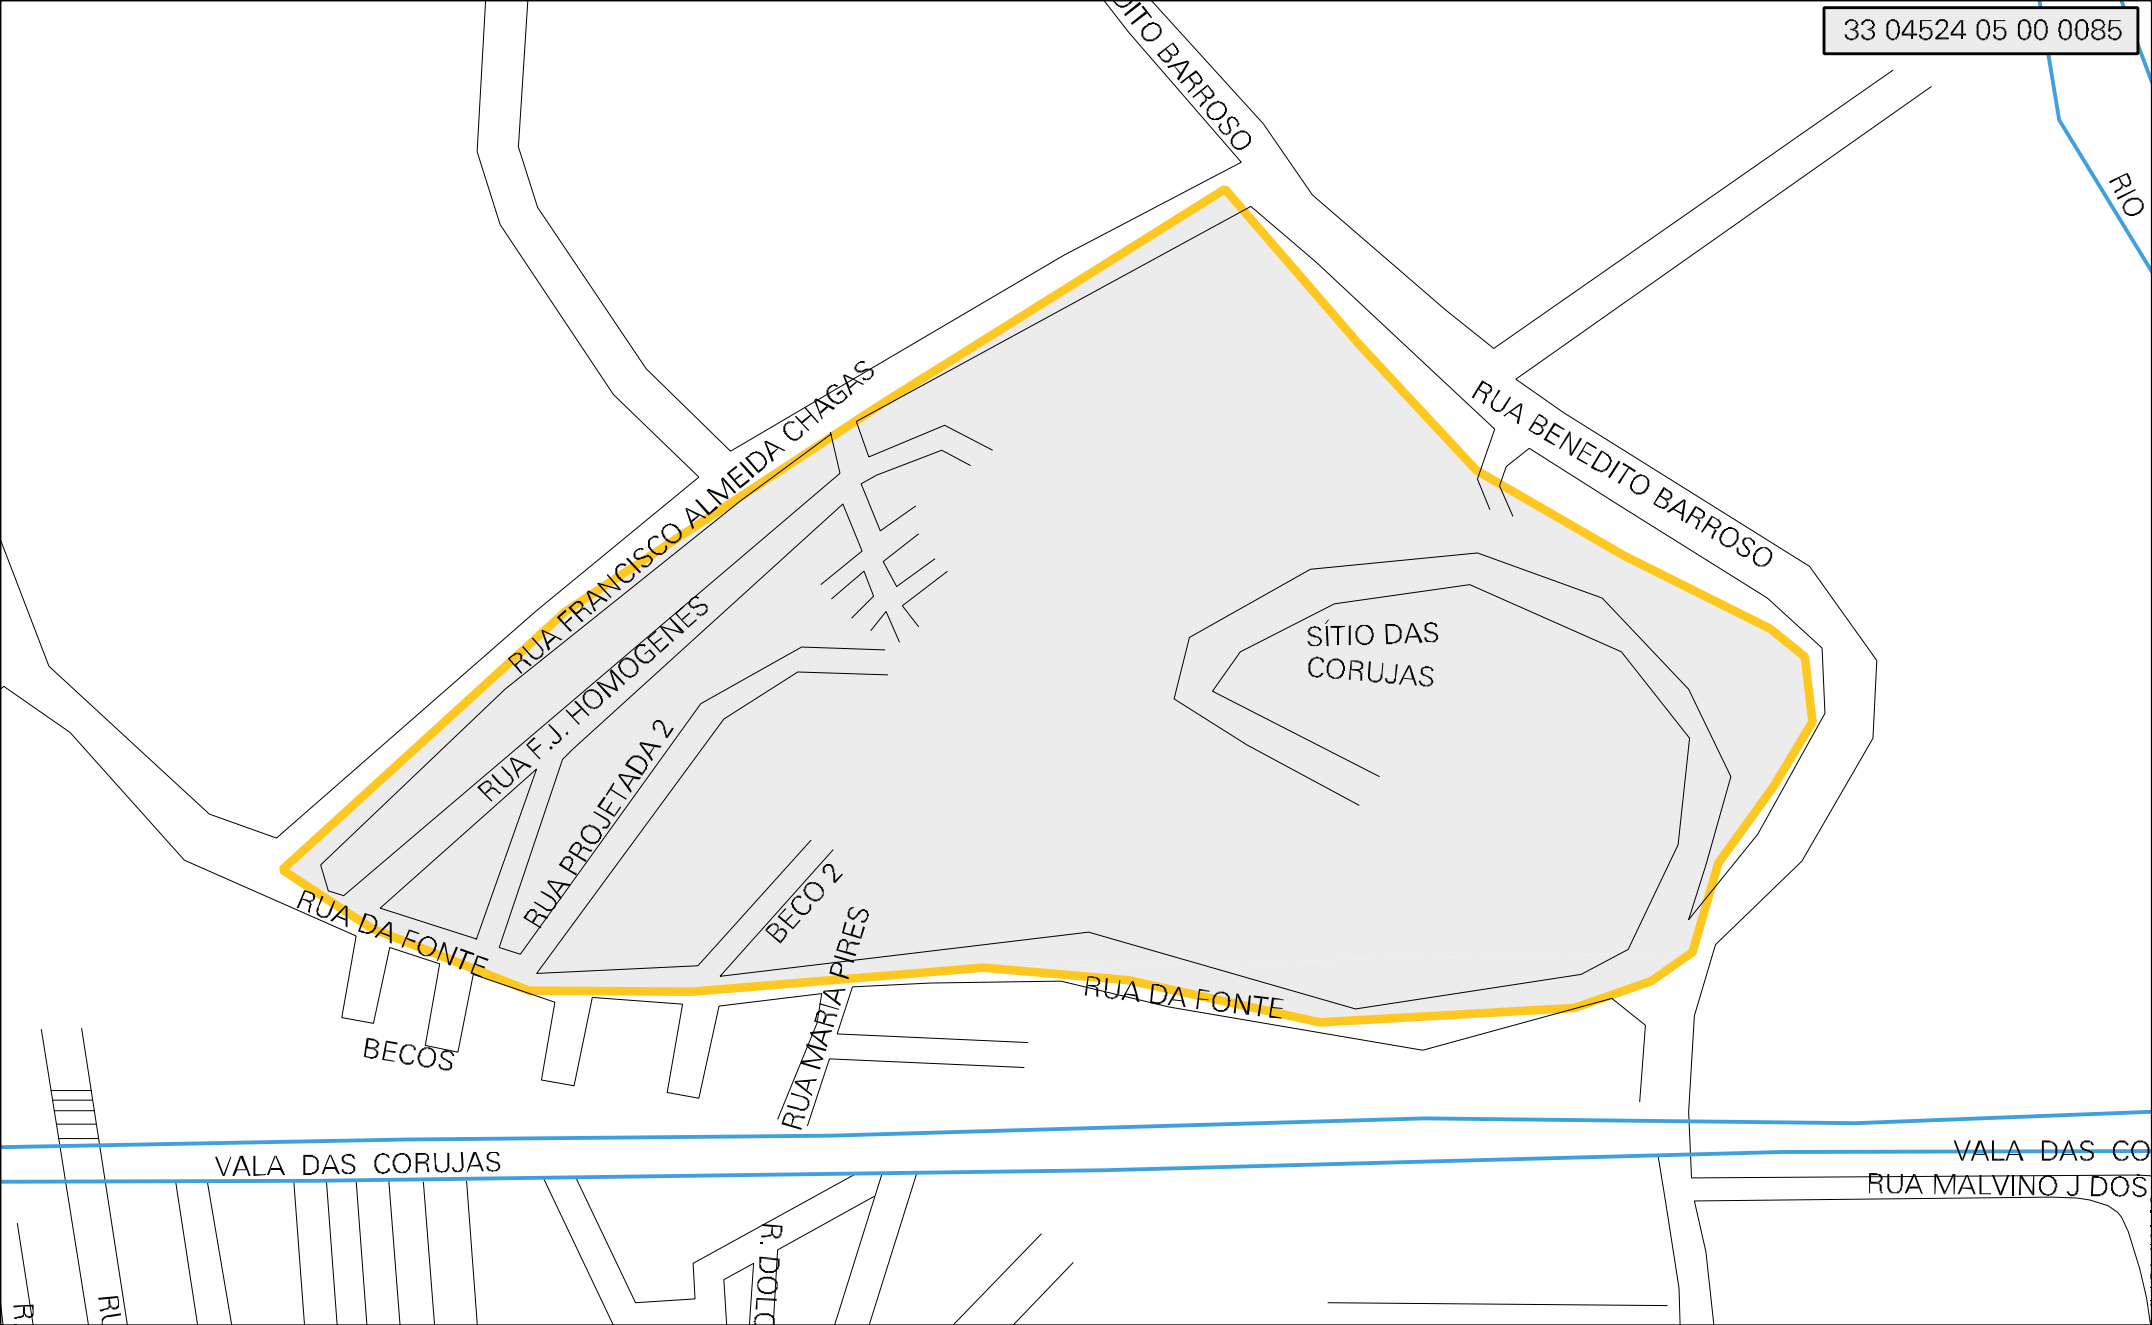 DITO BARROSO
33 04524 05 00 0085
RIO
RUA FRANCISCO ALMEIDA CHAGAS
RUA BENEDITO BARROSO
RUA F.J. HOMOGENES
SÍTIO DAS
CORUJAS
RUA PROJETADA 2
BECO 2
RUA DA FONTE
RUA MARIA PIRES
RUA DA FONTE
BECOS
VALA DAS CORUJAS
VALA DAS CO
RUA MALVINO J DOS
R. DOLO
R
RU